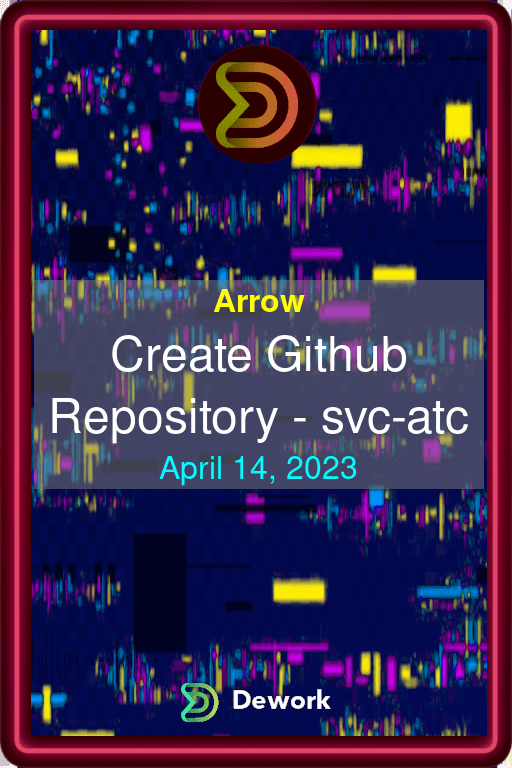 Arrow
Create Github
Repository - svc-atc
April 14, 2023
Dework